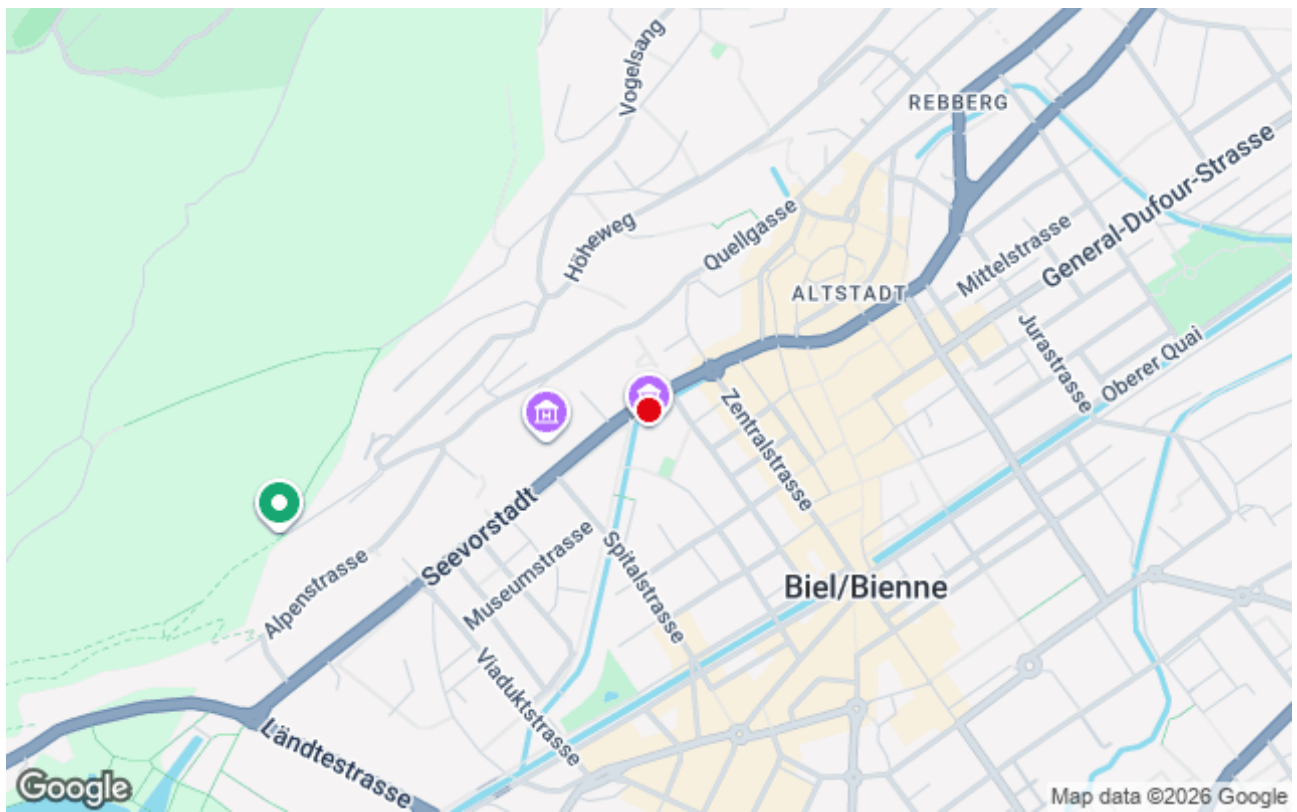 Vogelsang
REBBERG
General-Dufour-Strasse
Höheweg
Quellgasse
Mittelstrasse
ALTSTADT
Jurastrasse
Oberer Quai
Zentralstrasse
Seevorstadt
Museumstrasse
Spitalstrasse
Alpenstrasse
Biel/Bienne
Viaduktstrasse
Ländtestrasse
Google
Map data ©2026 Google